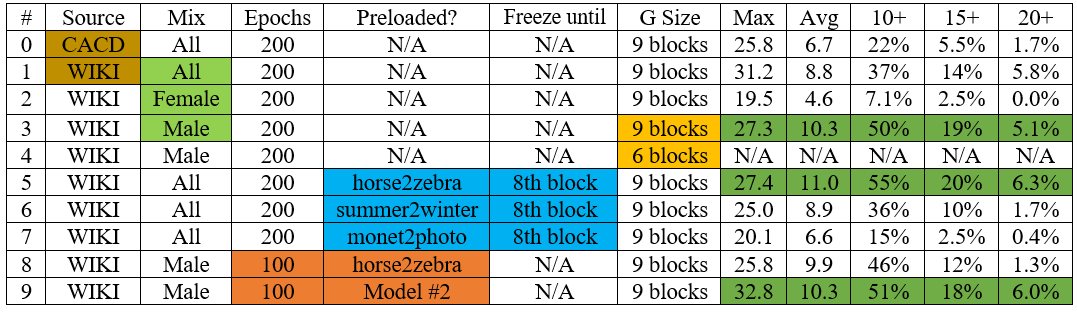 # Source Mix Epochs Preloaded? Freeze until G Size Max Avg 10+ 15+ 20+
0 CACD All 200 N/A N/A 9 blocks 25.8 6.7 22% 5.5% 1.7%
1 WIKI All 200 N/A N/A 9 blocks 31.2 8.8 37% 14% 5.8%
2 WIKI Female 200 N/A N/A 9 blocks 19.5 4.6 7.1% 2.5% 0.0%
3 WIKI Male 200 N/A N/A 9 blocks 27.3 10.3 50% 19% 5.1%
4 WIKI Male 200 N/A N/A 6 blocks N/A N/A N/A N/A N/A
5 WIKI All 200 horse2zebra 8th block 9 blocks 27.4 11.0 55% 20% 6.3%
6 WIKI All 200 summer2winter 8th block 9 blocks 25.0 8.9 36% 10% 1.7%
7 WIKI All 200 monet2photo 8th block 9 blocks 20.1 6.6 15% 2.5% 0.4%
8 WIKI Male 100 horse2zebra N/A 9 blocks 25.8 9.9 46% 12% 1.3%
9 WIKI Male 100 Model #2 N/A 9 blocks 32.8 10.3 51% 18% 6.0%